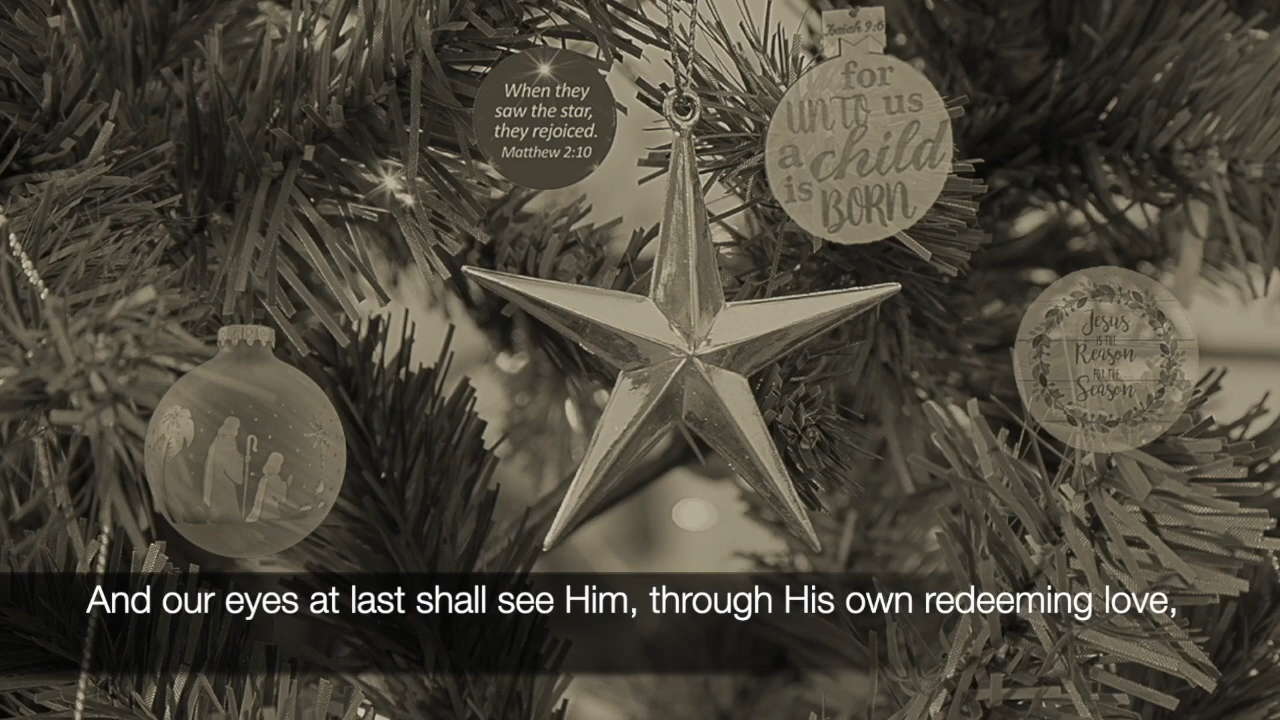 When they
saw the star,
they rejoiced.
Matthew 2:10
Isaiah 9:6
for
UNTO us
a child
is BORN
Jesus
IS THE
Reason
FOR THE
Season
And our eyes at last shall see Him, through His own redeeming love,